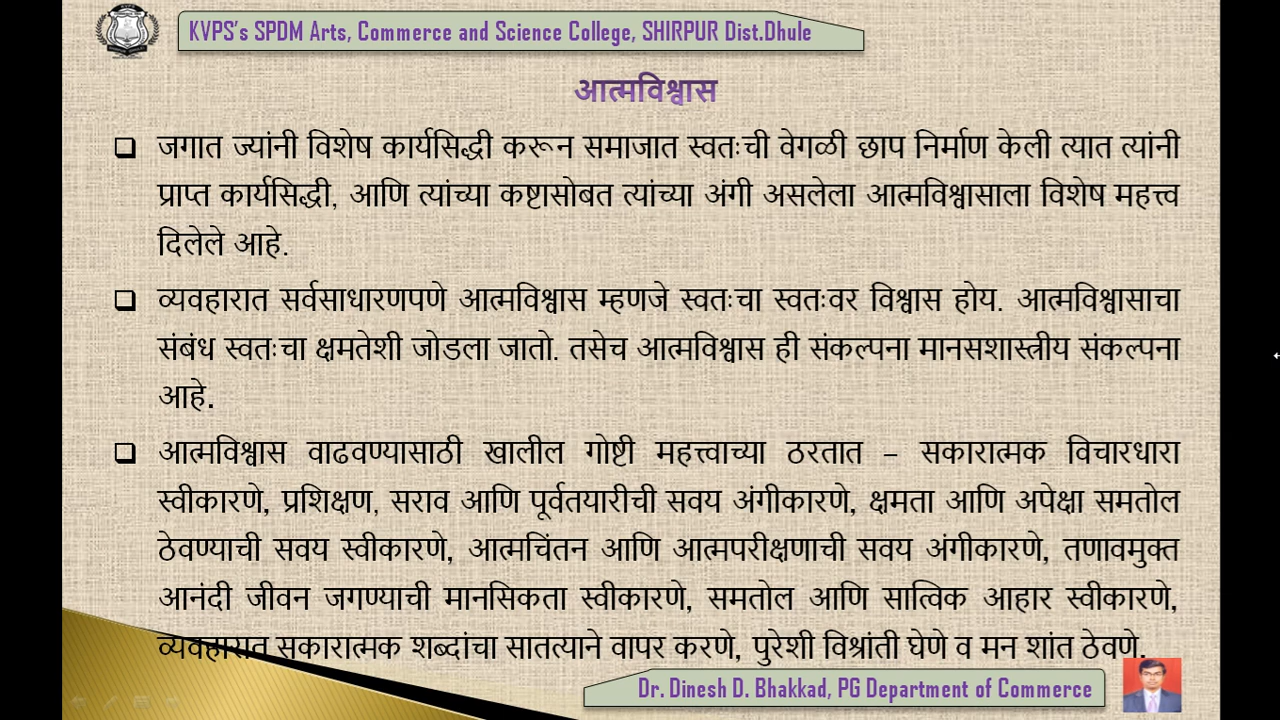 KVPS's SPDM Arts, Commerce and Science College, SHIRPUR Dist.Dhule
आत्मविश्वास
❑ जगात ज्यांनी विशेष कार्यसिद्धी करून समाजात स्वतःची वेगळी छाप निर्माण केली त्यात त्यांनी
प्राप्त कार्यसिद्धी, आणि त्यांच्या कष्टासोबत त्यांच्या अंगी असलेला आत्मविश्वासाला विशेष महत्त्व
दिलेले आहे.
❑ व्यवहारात सर्वसाधारणपणे आत्मविश्वास म्हणजे स्वतःचा स्वतःवर विश्वास होय. आत्मविश्वासाचा
संबंध स्वतःचा क्षमतेशी जोडला जातो. तसेच आत्मविश्वास ही संकल्पना मानसशास्त्रीय संकल्पना
आहे.
❑ आत्मविश्वास वाढवण्यासाठी खालील गोष्टी महत्त्वाच्या ठरतात – सकारात्मक विचारधारा
स्वीकारणे, प्रशिक्षण, सराव आणि पूर्वतयारीची सवय अंगीकारणे, क्षमता आणि अपेक्षा समतोल
ठेवण्याची सवय स्वीकारणे, आत्मचिंतन आणि आत्मपरीक्षणाची सवय अंगीकारणे, तणावमुक्त
आनंदी जीवन जगण्याची मानसिकता स्वीकारणे, समतोल आणि सात्विक आहार स्वीकारणे,
व्यवहारात सकारात्मक शब्दांचा सातत्याने वापर करणे, पुरेशी विश्रांती घेणे व मन शांत ठेवणे.
Dr. Dinesh D. Bhakkad, PG Department of Commerce